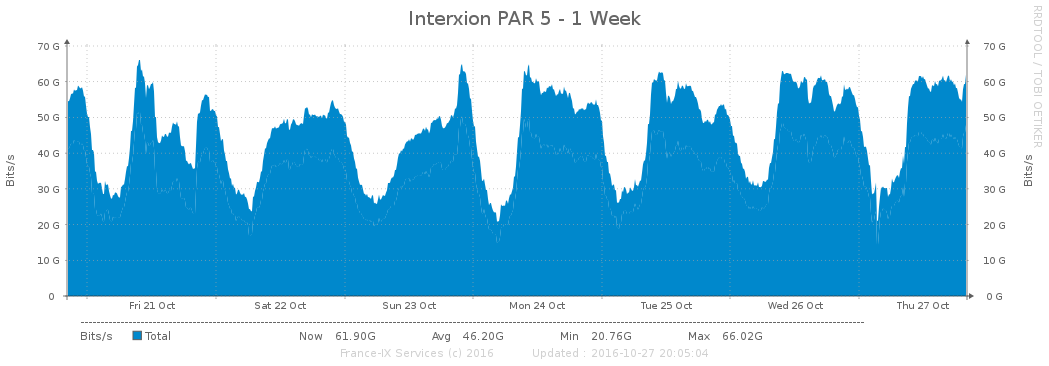 Interxion PAR 5 - 1 Week
RRDTOOL / TOBI OETIKER
70 G 70 G
60 G 60 G
50 G 50 G
40 G 40 G
30 G 30 G
20 G 20 G
10 G 10 G
0 0 G
Bits/s
Bits/s
Fri 21 Oct Sat 22 Oct Sun 23 Oct Mon 24 Oct Tue 25 Oct Wed 26 Oct Thu 27 Oct
Bits/s Total Now 61.90G Avg 46.20G Min 20.76G Max 66.02G
France-IX Services (c) 2016 Updated : 2016-10-27 20:05:04